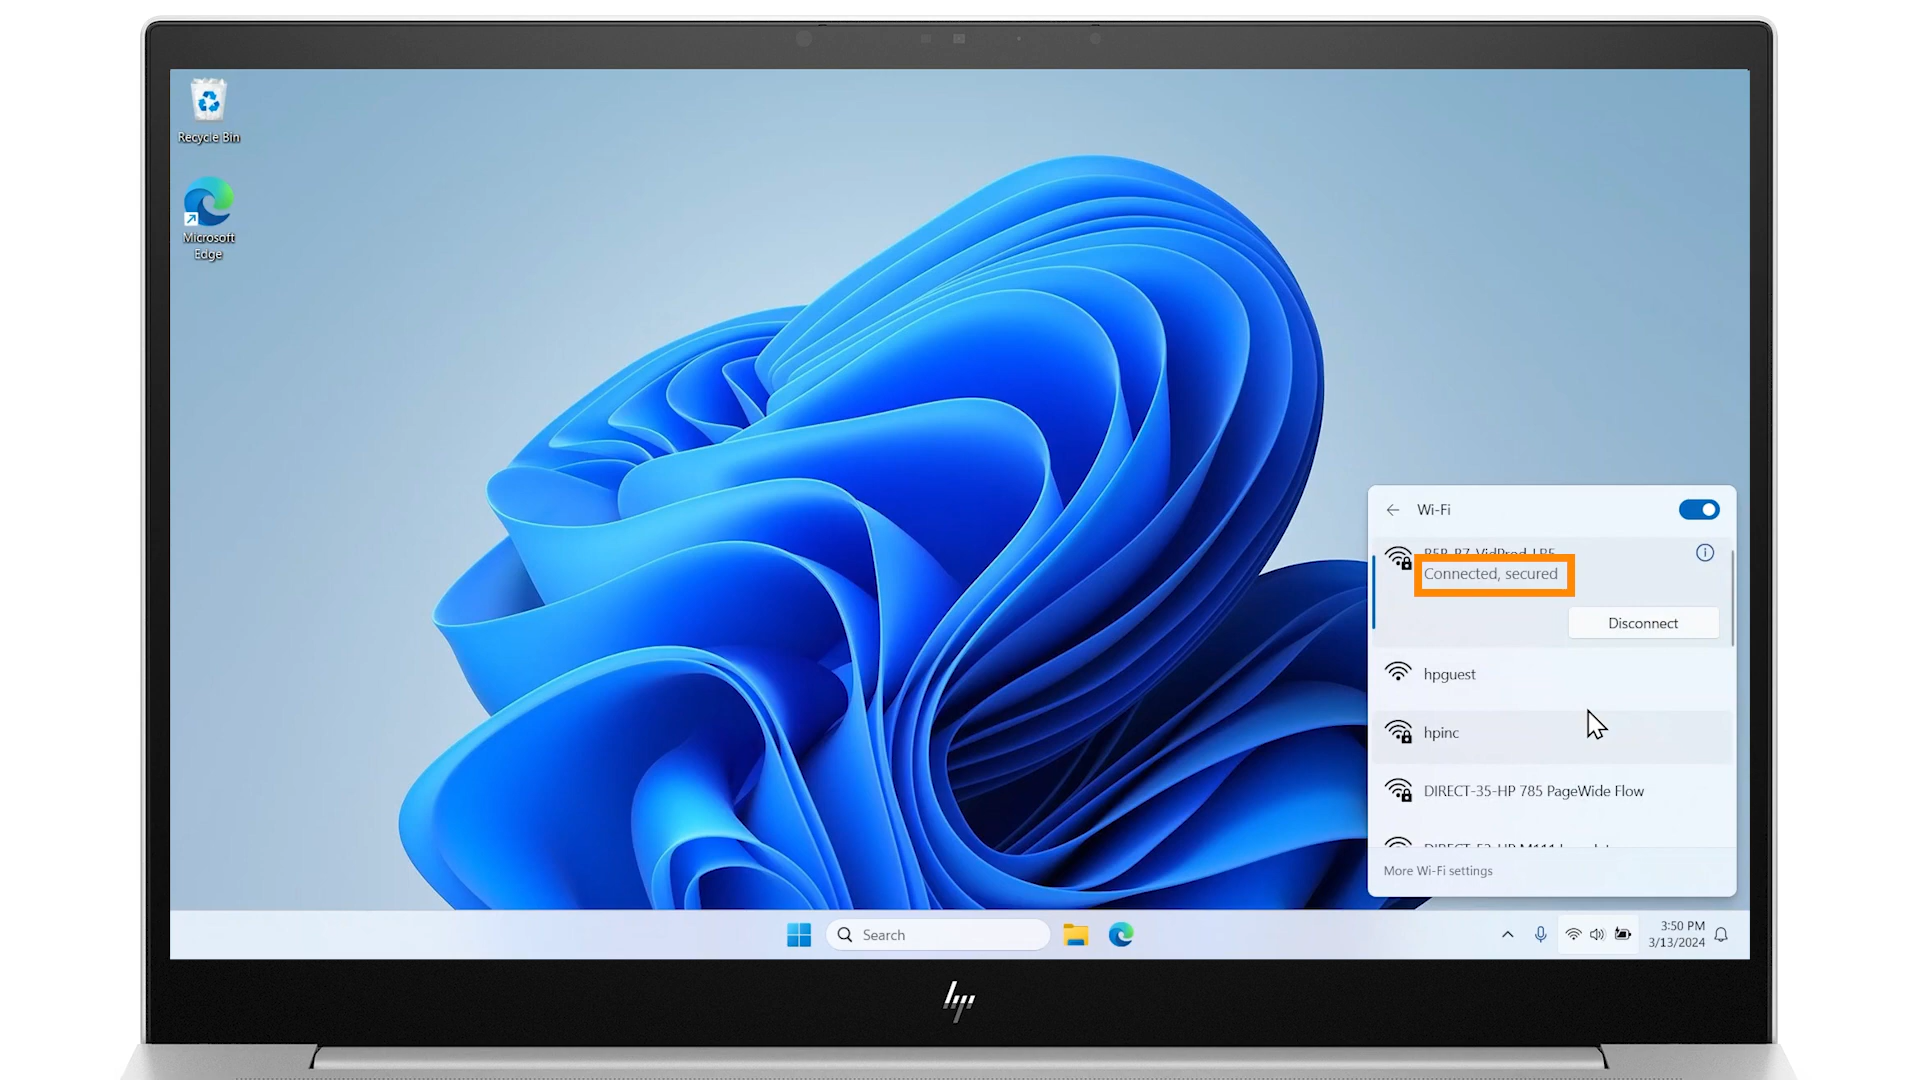 Recycle Bin
Microsoft
Edge
Wi-Fi
Connected, secured
Disconnect
hpguest
hpinc
DIRECT-35-HP 785 PageWide Flow
More Wi-Fi settings
Search
3:50 PM
3/13/2024
hp